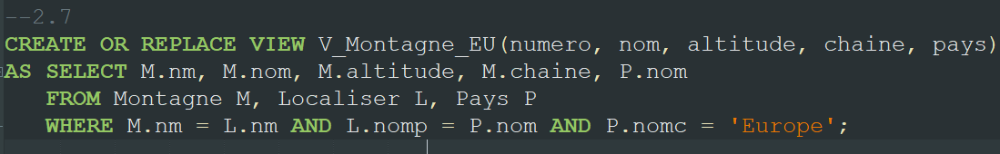 --2.7
CREATE OR REPLACE VIEW V_Montagne_EU(numero, nom, altitude, chaine, pays)
AS SELECT M.nm, M.nom, M.altitude, M.chaine, P.nom
FROM Montagne M, Localiser L, Pays P
WHERE M.nm = L.nm AND L.nomp = P.nom AND P.nomc = 'Europe';